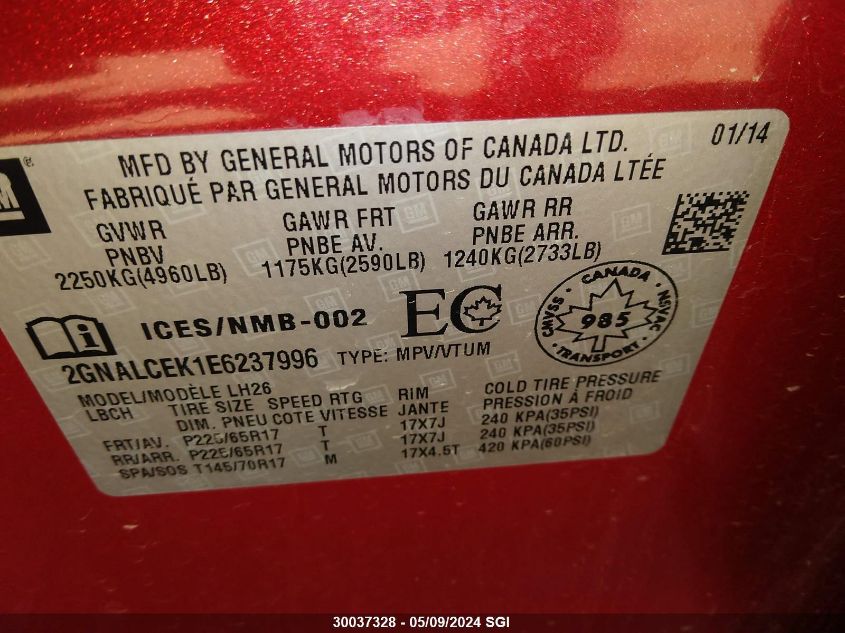 MFD BY GENERAL MOTORS OF CANADA LTD. 01/14
FABRIQUÉ PAR GENERAL MOTORS DU CANADA LTÉE
GVWR GAWR FRT GAWR RR
PNBV PNBE AV. PNBE ARR.
2250KG(4960LB) 1175KG(2590LB) 1240KG(2733LB)
ICES/NMB-002 EC
CANADA
CMVSS 985 NSVAC
TRANSPORT
2GNALCEK1E6237996 TYPE: MPV/VTUM
MODEL/MODÈLE LH26
LBCH TIRE SIZE SPEED RTG RIM COLD TIRE PRESSURE
DIM. PNEU COTE VITESSE JANTE PRESSION À FROID
FRT/AV. P225/65R17 T 17X7J 240 KPA(35PSI)
RR/ARR. P225/65R17 T 17X7J 240 KPA(35PSI)
SPA/SOS T145/70R17 M 17X4.5T 420 KPA(60PSI)
30037328 - 05/09/2024 SGI